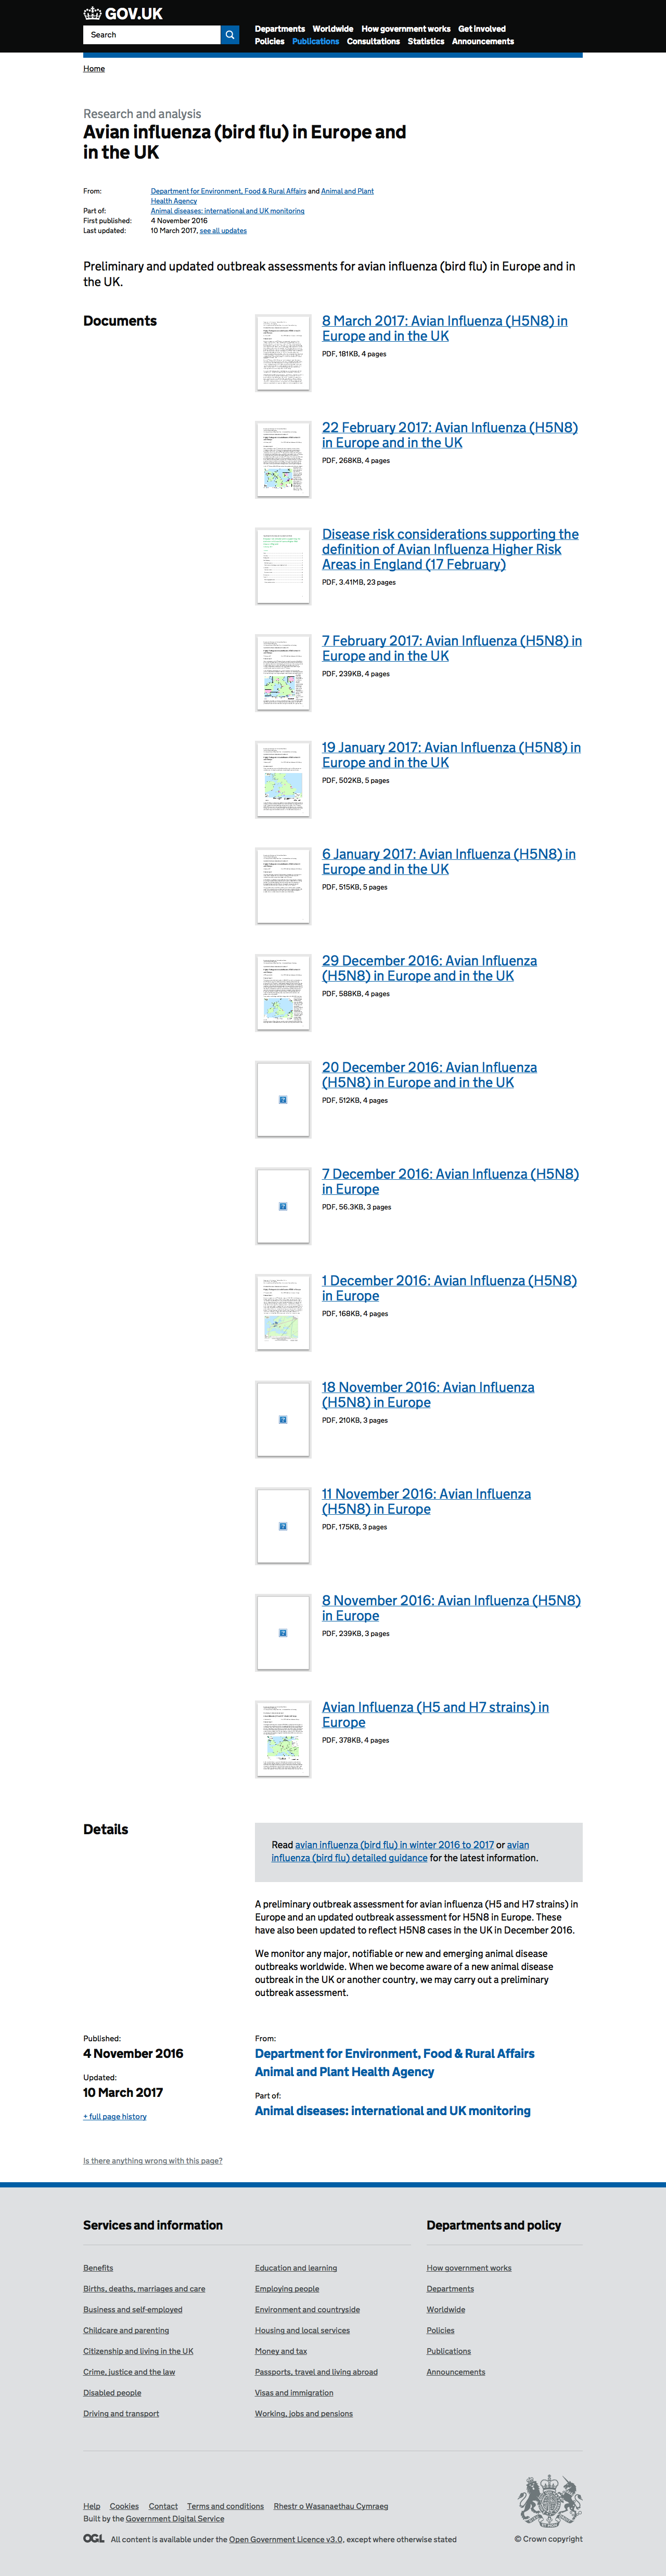 GOV.UK
Search
Departments Worldwide How government works Get involved
Policies Publications Consultations Statistics Announcements
Home
Research and analysis
Avian influenza (bird flu) in Europe and
in the UK
From: Department for Environment, Food & Rural Affairs and Animal and Plant
Health Agency
Part of: Animal diseases: international and UK monitoring
First published: 4 November 2016
Last updated: 10 March 2017, see all updates
Preliminary and updated outbreak assessments for avian influenza (bird flu) in Europe and in
the UK.
Documents
8 March 2017: Avian Influenza (H5N8) in
Europe and in the UK
PDF, 181KB, 4 pages
22 February 2017: Avian Influenza (H5N8)
in Europe and in the UK
PDF, 268KB, 4 pages
Disease risk considerations supporting the
definition of Avian Influenza Higher Risk
Areas in England (17 February)
PDF, 3.41MB, 23 pages
7 February 2017: Avian Influenza (H5N8) in
Europe and in the UK
PDF, 239KB, 4 pages
19 January 2017: Avian Influenza (H5N8) in
Europe and in the UK
PDF, 502KB, 5 pages
6 January 2017: Avian Influenza (H5N8) in
Europe and in the UK
PDF, 515KB, 5 pages
29 December 2016: Avian Influenza
(H5N8) in Europe and in the UK
PDF, 588KB, 4 pages
20 December 2016: Avian Influenza
(H5N8) in Europe and in the UK
PDF, 512KB, 4 pages
7 December 2016: Avian Influenza (H5N8)
in Europe
PDF, 56.3KB, 3 pages
1 December 2016: Avian Influenza (H5N8)
in Europe
PDF, 168KB, 4 pages
18 November 2016: Avian Influenza
(H5N8) in Europe
PDF, 210KB, 3 pages
11 November 2016: Avian Influenza
(H5N8) in Europe
PDF, 175KB, 3 pages
8 November 2016: Avian Influenza (H5N8)
in Europe
PDF, 239KB, 3 pages
Avian Influenza (H5 and H7 strains) in
Europe
PDF, 378KB, 4 pages
Details
Read avian influenza (bird flu) in winter 2016 to 2017 or avian
influenza (bird flu) detailed guidance for the latest information.
A preliminary outbreak assessment for avian influenza (H5 and H7 strains) in
Europe and an updated outbreak assessment for H5N8 in Europe. These
have also been updated to reflect H5N8 cases in the UK in December 2016.
We monitor any major, notifiable or new and emerging animal disease
outbreaks worldwide. When we become aware of a new animal disease
outbreak in the UK or another country, we may carry out a preliminary
outbreak assessment.
Published:
4 November 2016
Updated:
10 March 2017
+ full page history
From:
Department for Environment, Food & Rural Affairs
Animal and Plant Health Agency
Part of:
Animal diseases: international and UK monitoring
Is there anything wrong with this page?
Services and information
Benefits
Births, deaths, marriages and care
Business and self-employed
Childcare and parenting
Citizenship and living in the UK
Crime, justice and the law
Disabled people
Driving and transport
Education and learning
Employing people
Environment and countryside
Housing and local services
Money and tax
Passports, travel and living abroad
Visas and immigration
Working, jobs and pensions
Departments and policy
How government works
Departments
Worldwide
Policies
Publications
Announcements
Help Cookies Contact Terms and conditions Rhestr o Wasanaethau Cymraeg
Built by the Government Digital Service
OGL All content is available under the Open Government Licence v3.0, except where otherwise stated
© Crown copyright